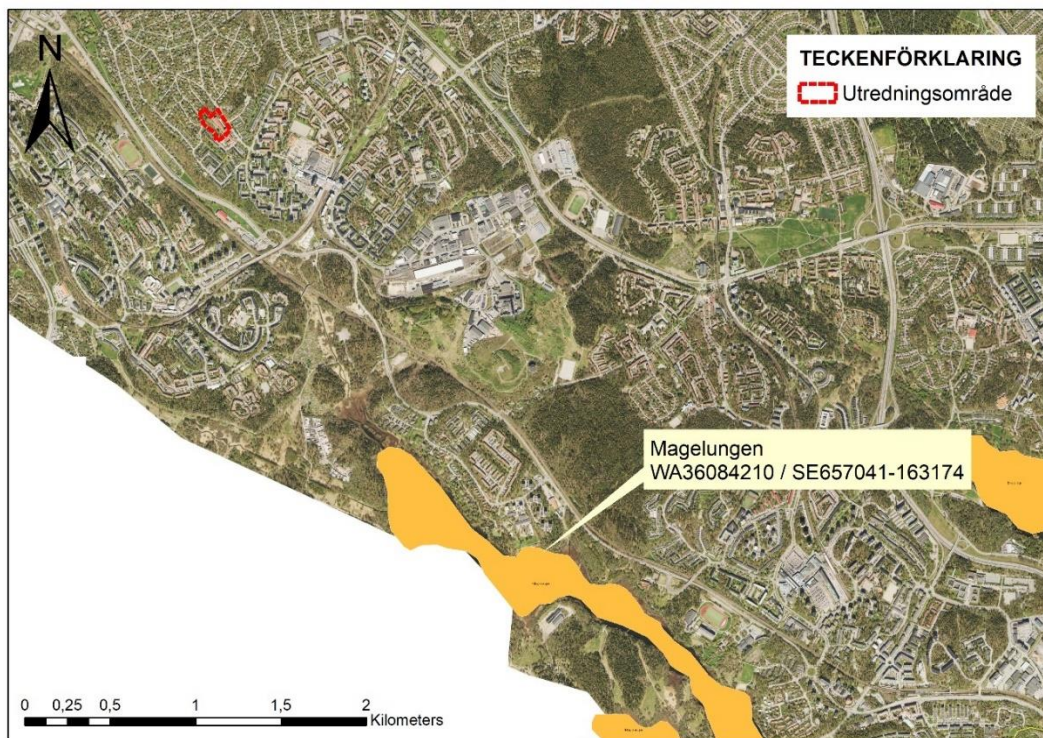 N
TECKENFÖRKLARING
Utredningsområde
Magelungen
WA36084210 / SE657041-163174
0 0,25 0,5 1 1,5 2
Kilometers